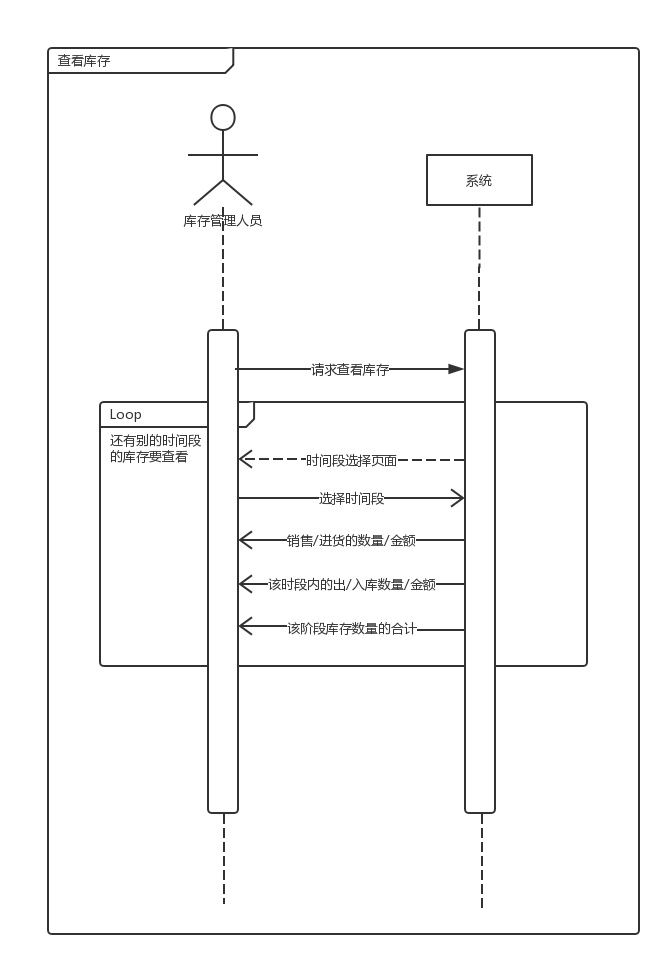 查看库存
系统
库存管理人员
请求查看库存
Loop
还有别的时间段
的库存要查看
时间段选择页面
选择时间段
销售/进货的数量/金额
该时段内的出/入库数量/金额
该阶段库存数量的合计